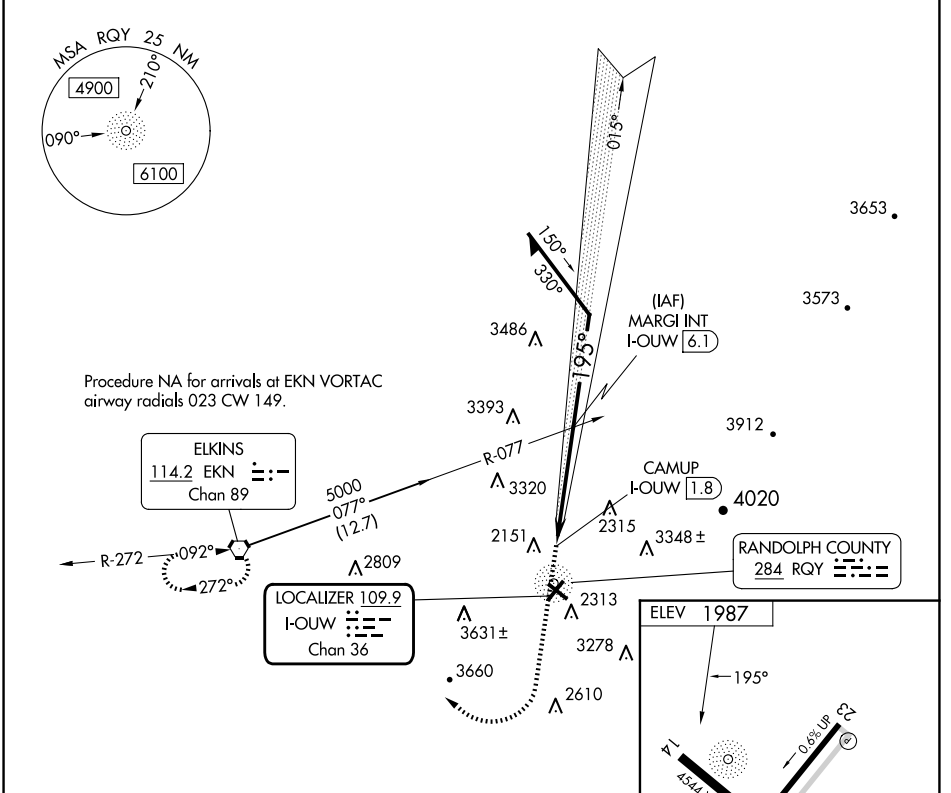 MSA RQY 25 NM
4900
210°
090°
6100
015°
3653
150°
330°
(IAF)
MARGI INT
I-OUW 6.1
3573
3486
195°
Procedure NA for arrivals at EKN VORTAC
airway radials 023 CW 149.
3393
3912
R-077
ELKINS
114.2 EKN
Chan 89
5000
077°
(12.7)
3320
CAMUP
I-OUW 1.8
4020
2315
2151
3348±
R-272
092°
272°
2809
RANDOLPH COUNTY
284 RQY
LOCALIZER 109.9
I-OUW
Chan 36
2313
3631±
3278
3660
2610
ELEV 1987
195°
23
0.6% UP
P
14
4544